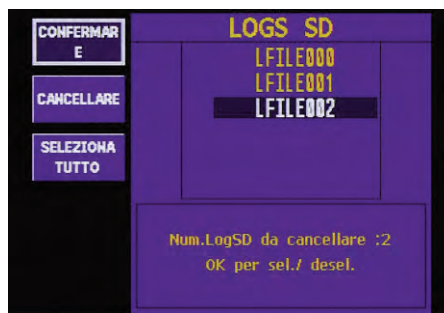 CONFERMAR
E
CANCELLARE
SELEZIONA
TUTTO
LOGS SD
LFILE000
LFILE001
LFILE002
Num.LogSD da cancellare :2
OK per sel./ desel.